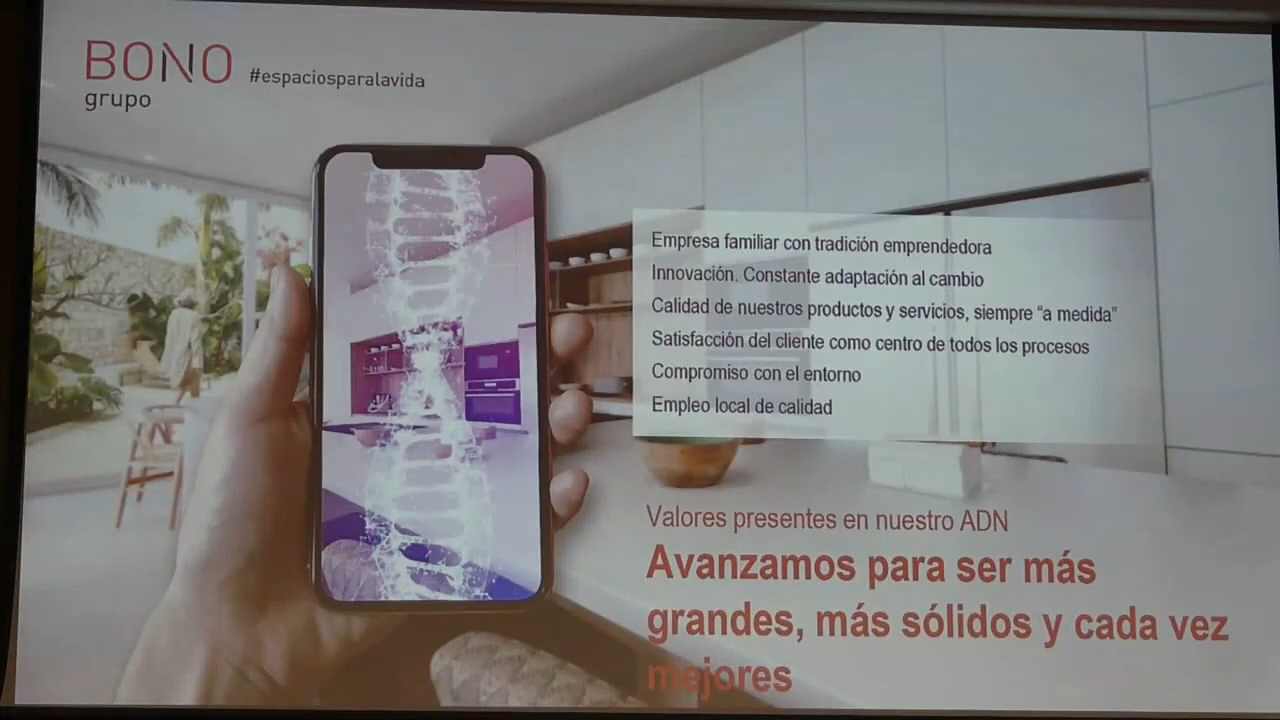 BONO
grupo
#espaciosparalavida
Empresa familiar con tradición emprendedora
Innovación. Constante adaptación al cambio
Calidad de nuestros productos y servicios, siempre “a medida”
Satisfacción del cliente como centro de todos los procesos
Compromiso con el entorno
Empleo local de calidad
Valores presentes en nuestro ADN
Avanzamos para ser más
grandes, más sólidos y cada vez
mejores